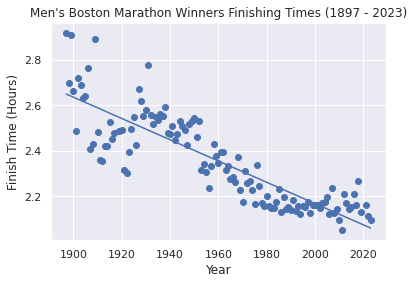 Men's Boston Marathon Winners Finishing Times (1897 - 2023)
Finish Time (Hours)
2.8
2.6
2.4
2.2
1900 1920 1940 1960 1980 2000 2020
Year